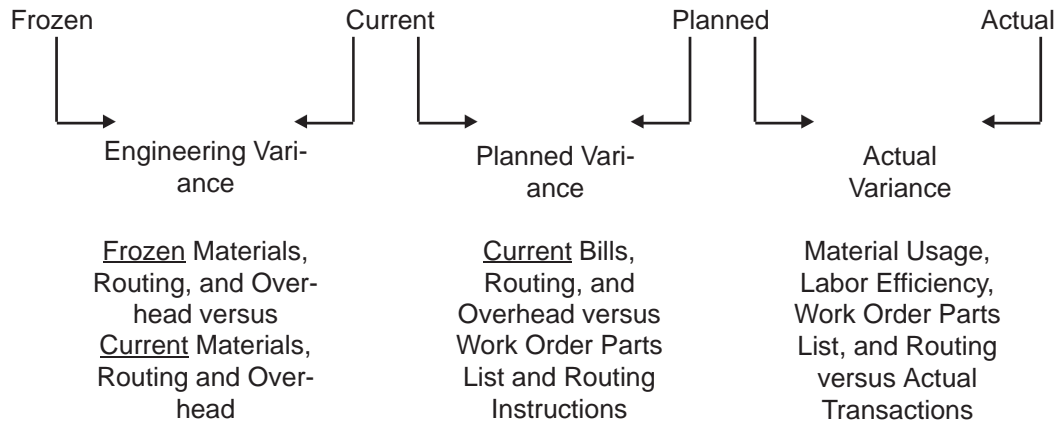 Frozen Current Planned Actual
Engineering Vari-
ance
Planned Vari-
ance
Actual
Variance
Frozen Materials,
Routing, and Over-
head versus
Current Materials,
Routing and Over-
head
Current Bills,
Routing, and
Overhead versus
Work Order Parts
List and Routing
Instructions
Material Usage,
Labor Efficiency,
Work Order Parts
List, and Routing
versus Actual
Transactions